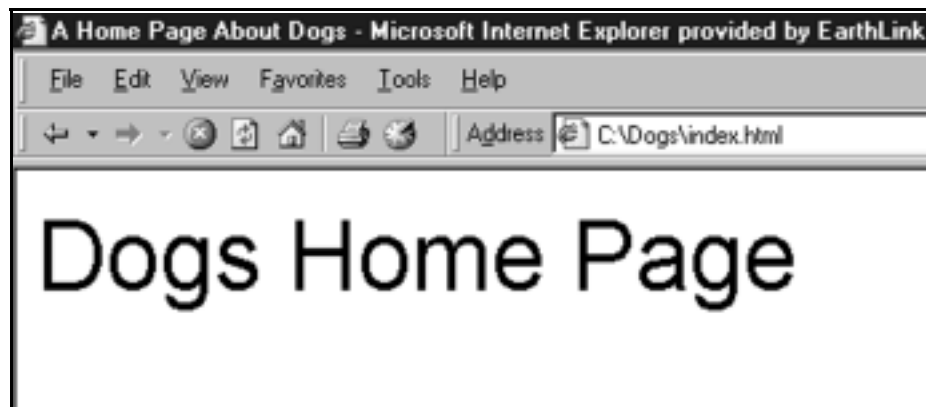 A Home Page About Dogs - Microsoft Internet Explorer provided by EarthLink
File Edit View Favorites Tools Help
Address C:\Dogs\index.html
Dogs Home Page